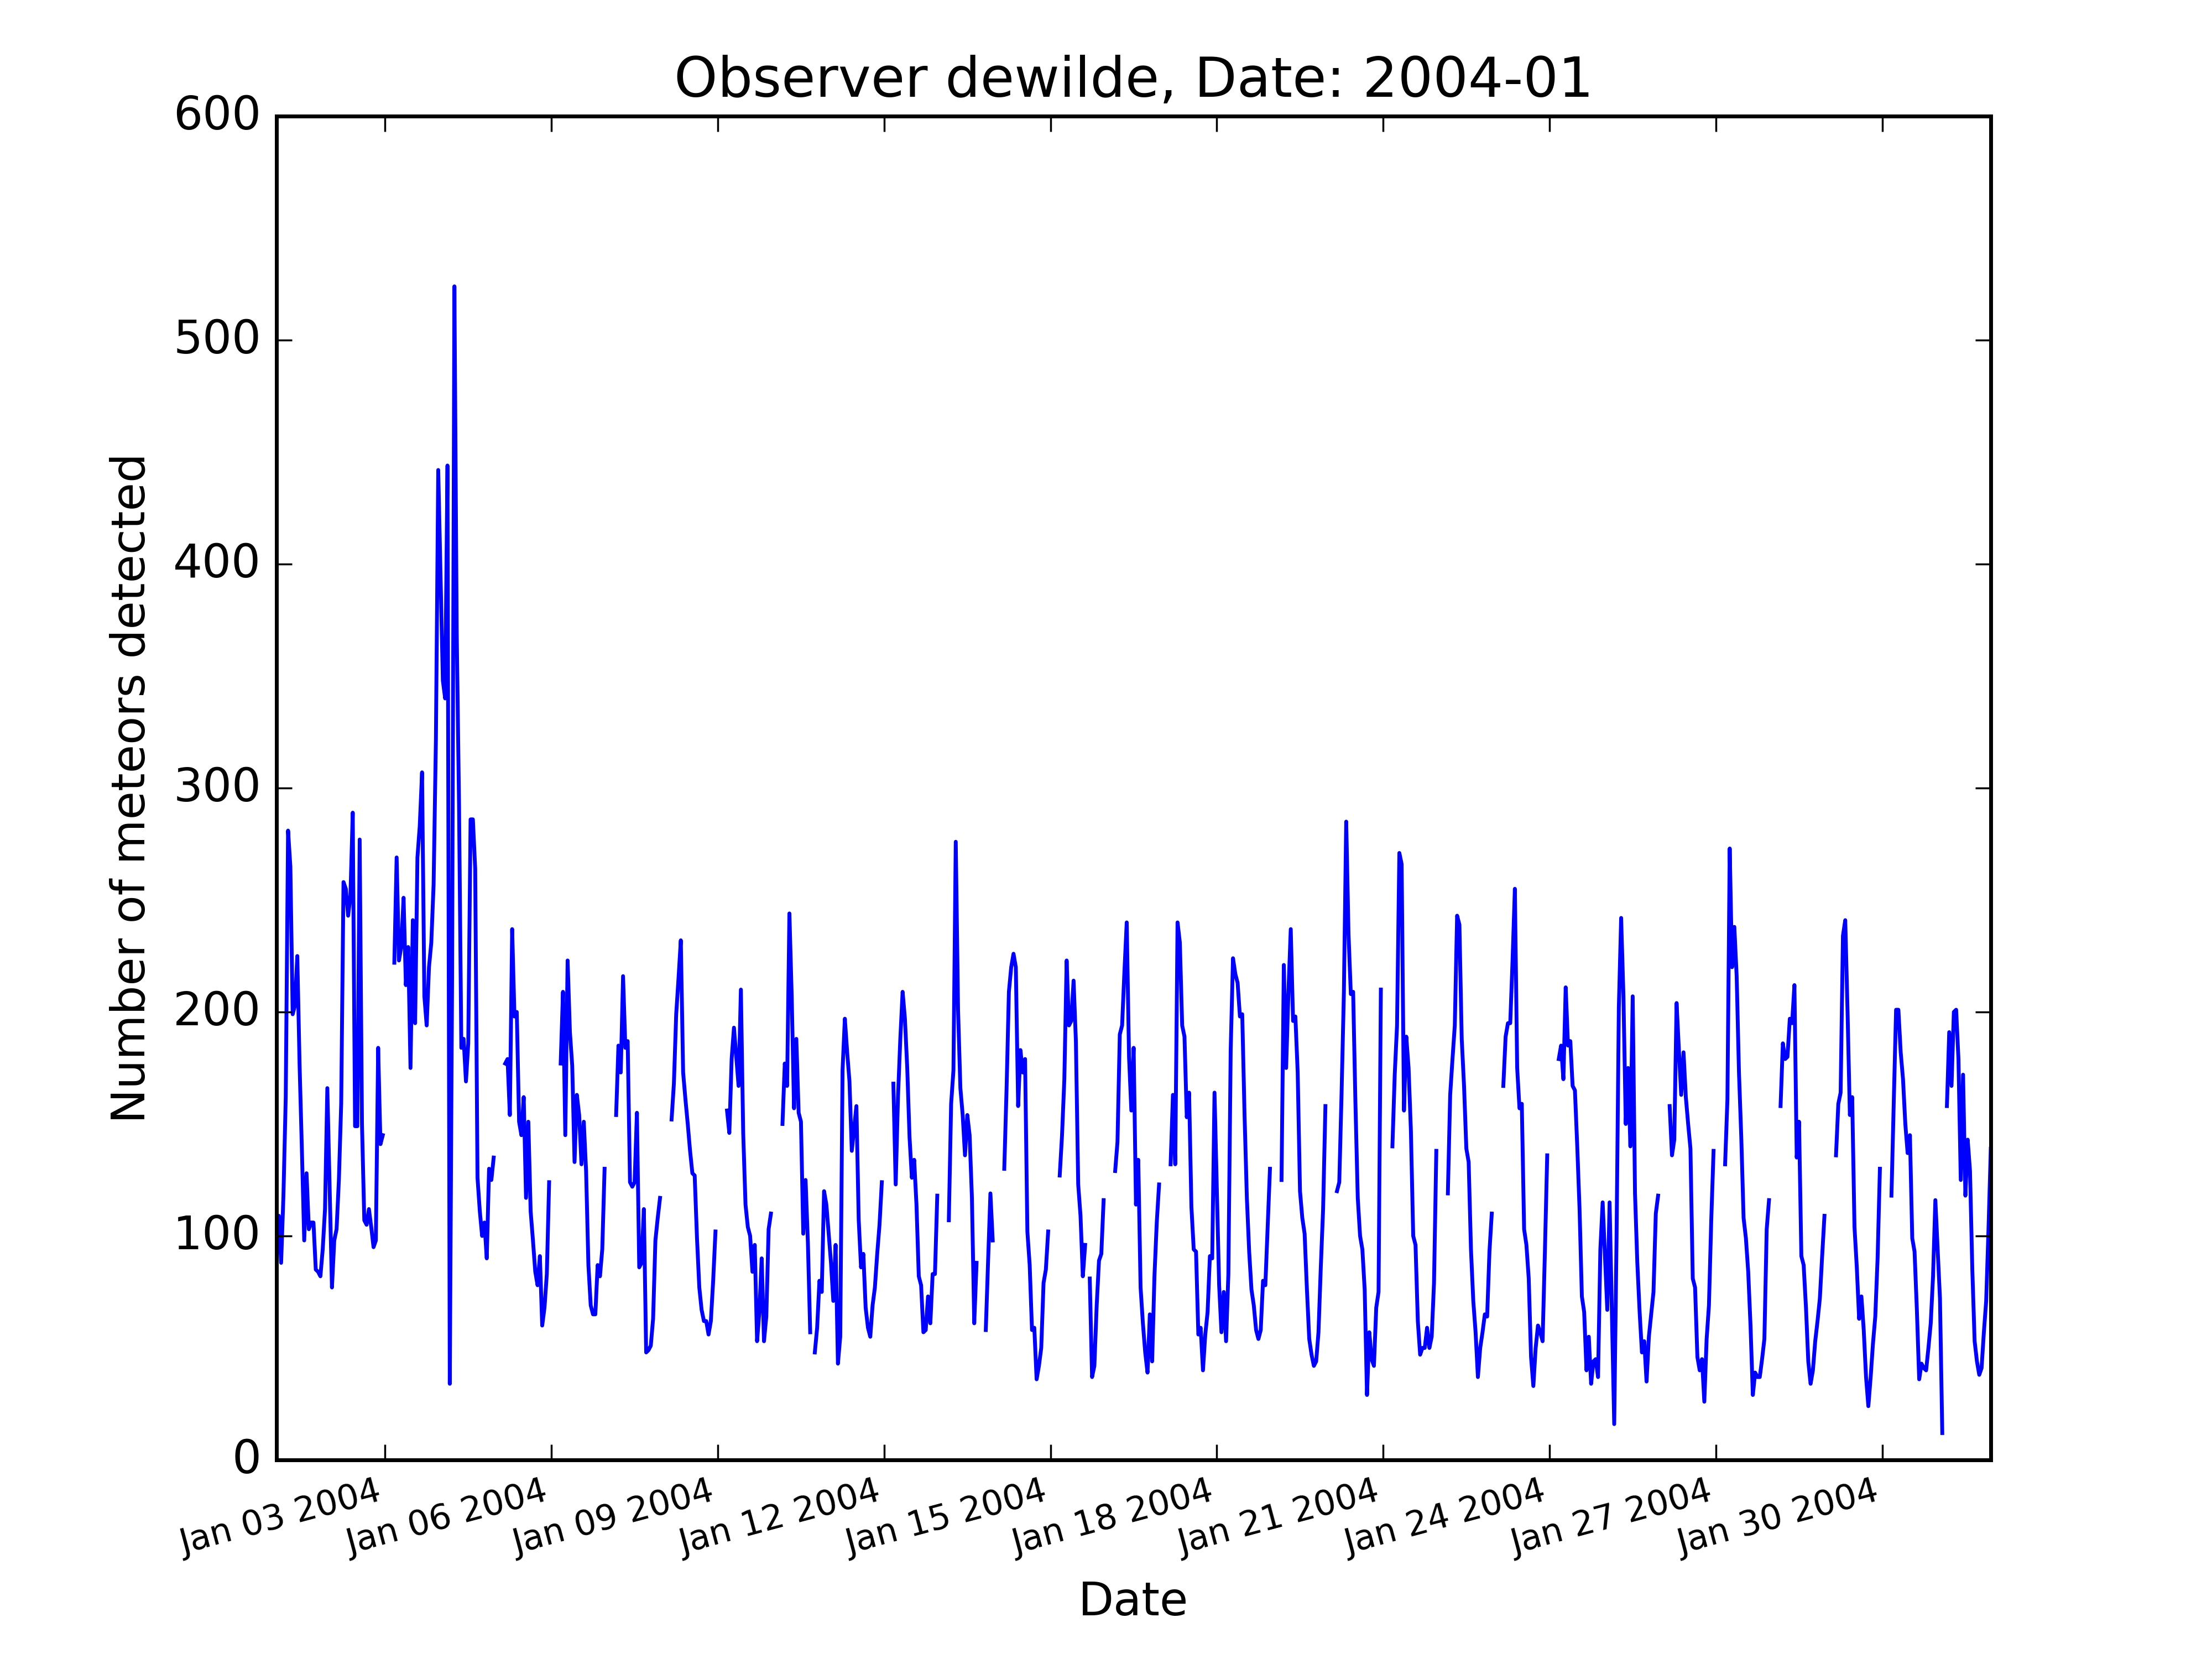 Observer dewilde, Date: 2004-01
600
500
400
300
200
100
0
Number of meteors detected
Jan 03 2004
Jan 06 2004
Jan 09 2004
Jan 12 2004
Jan 15 2004
Jan 18 2004
Jan 21 2004
Jan 24 2004
Jan 27 2004
Jan 30 2004
Date